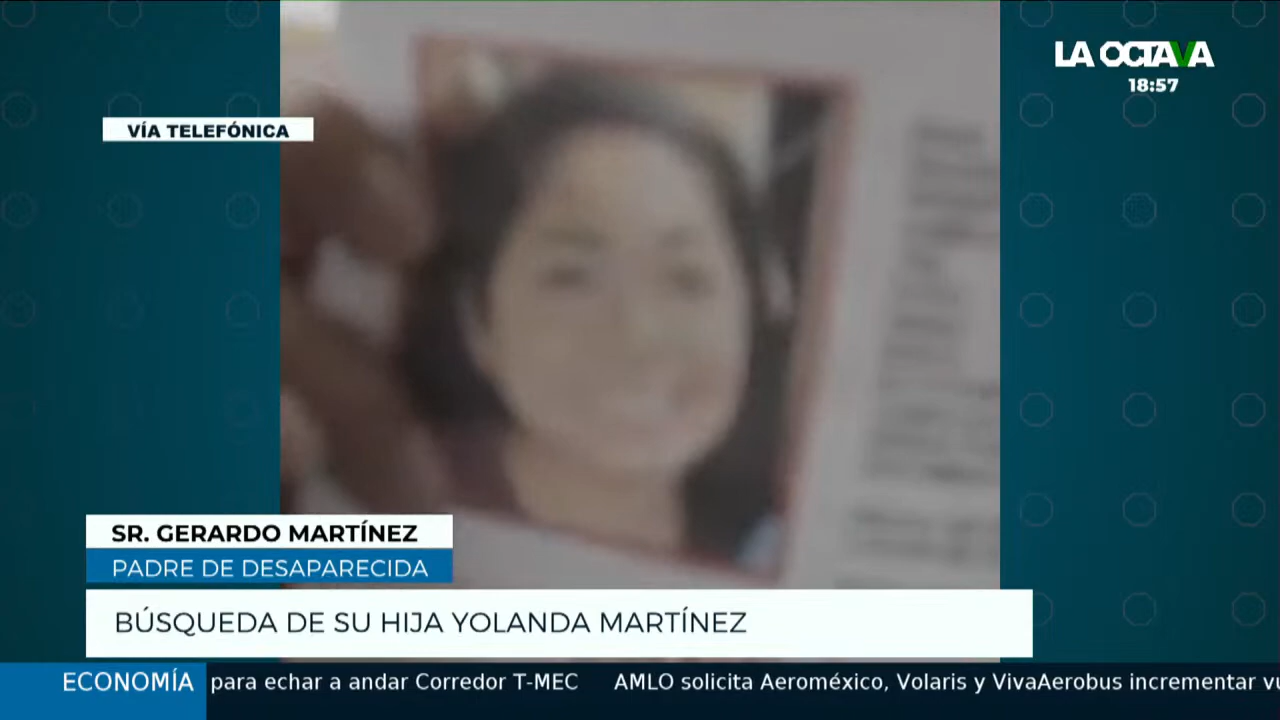 LA OCTAVA
18:57
VÍA TELEFÓNICA
SR. GERARDO MARTÍNEZ
PADRE DE DESAPARECIDA
BÚSQUEDA DE SU HIJA YOLANDA MARTÍNEZ
ECONOMÍA
para echar a andar Corredor T-MEC AMLO solicita Aeroméxico, Volaris y VivaAerobus incrementar